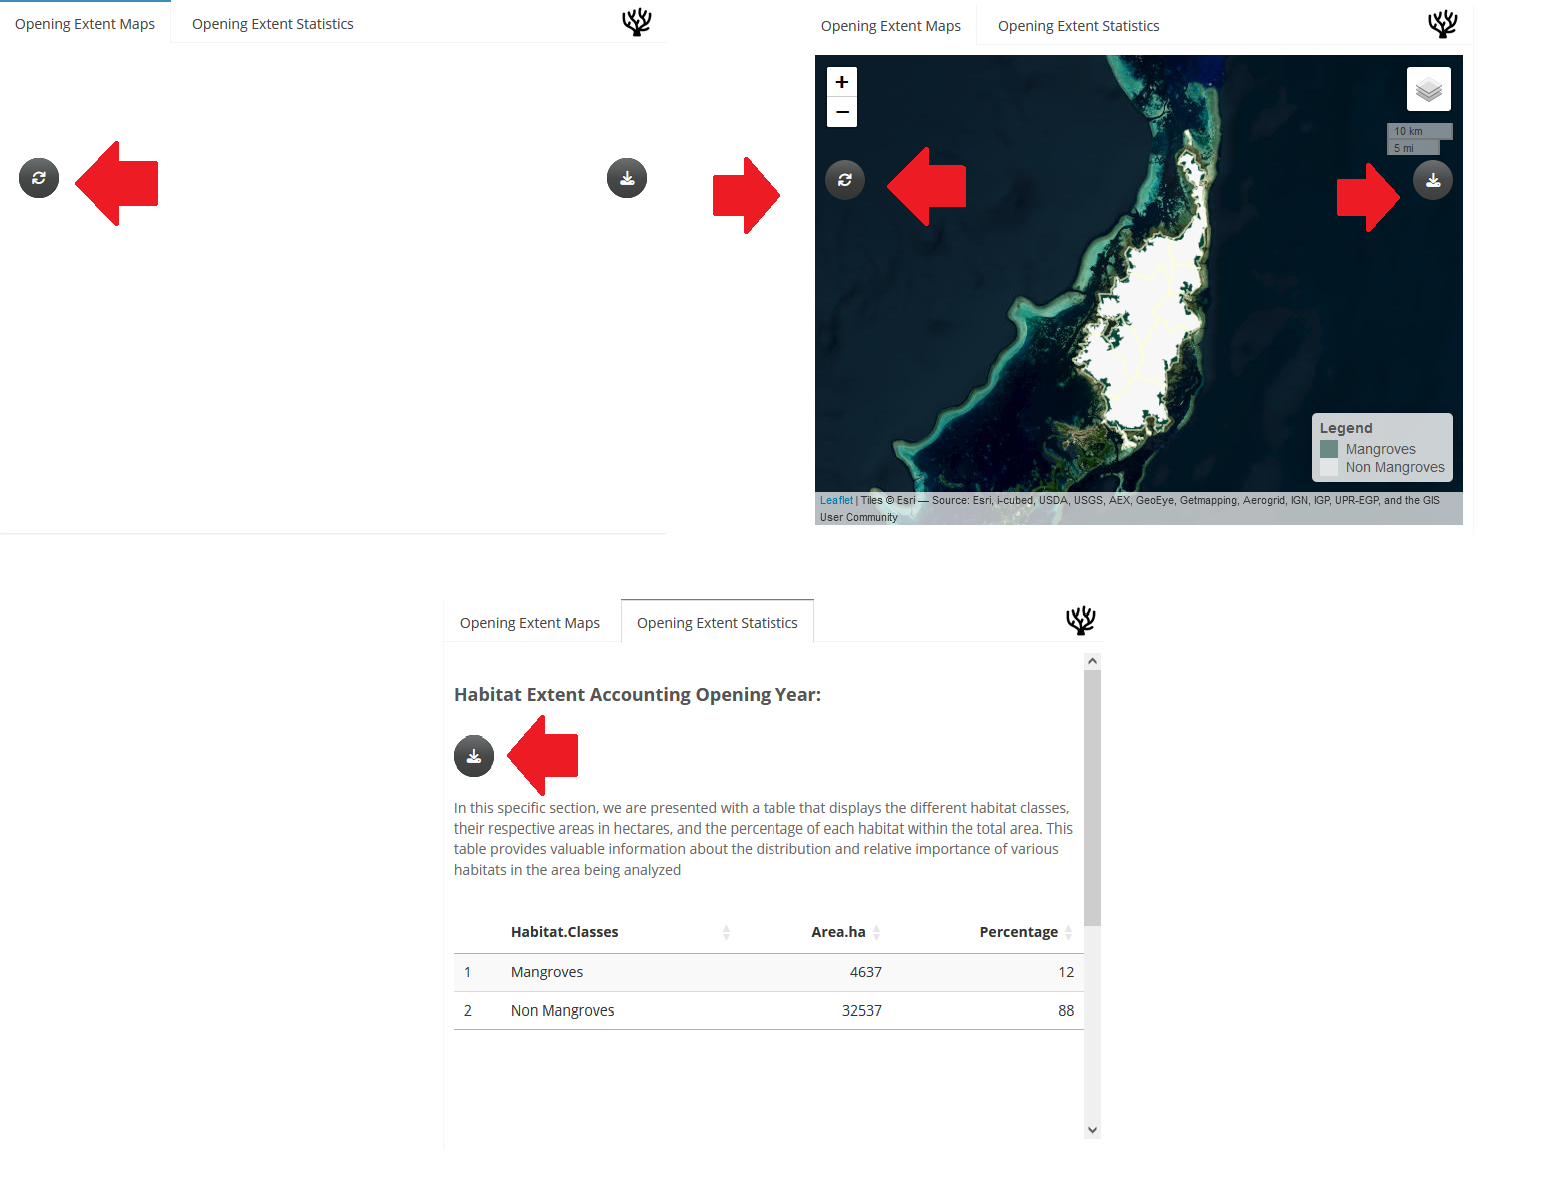 Opening Extent Maps
Opening Extent Statistics
Opening Extent Maps
Opening Extent Statistics
+
−
10 km
5 mi
Legend
Mangroves
Non Mangroves
Leaflet | Tiles © Esri — Source: Esri, i-cubed, USDA, USGS, AEX, GeoEye, Getmapping, Aerogrid, IGN, IGP, UPR-EGP, and the GIS
User Community
Opening Extent Maps
Opening Extent Statistics
Habitat Extent Accounting Opening Year:
In this specific section, we are presented with a table that displays the different habitat classes,
their respective areas in hectares, and the percentage of each habitat within the total area. This
table provides valuable information about the distribution and relative importance of various
habitats in the area being analyzed
Habitat.Classes Area.ha Percentage
1 Mangroves 4637 12
2 Non Mangroves 32537 88